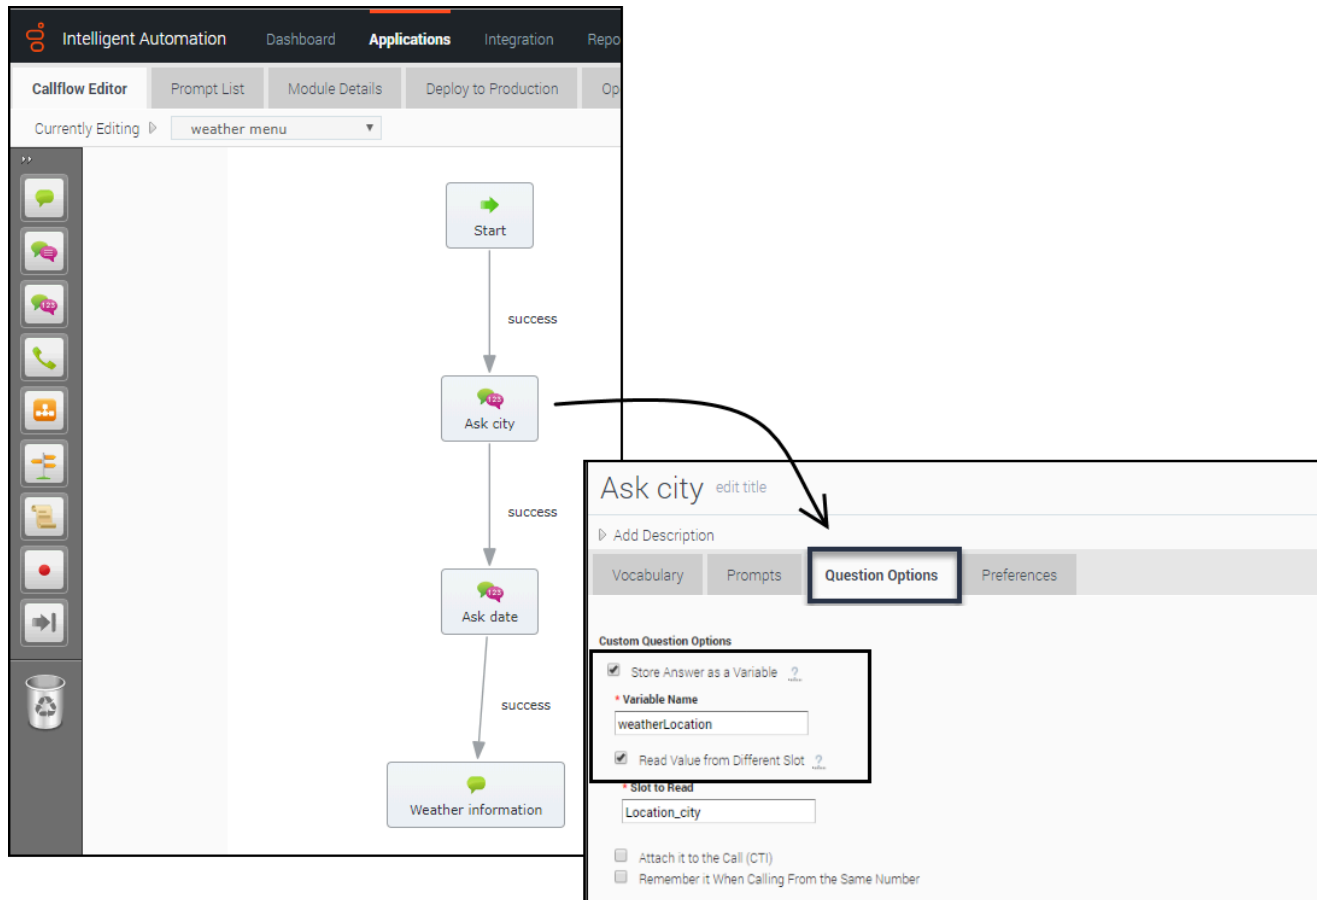 Intelligent Automation Dashboard Applications Integration Repo
Callflow Editor Prompt List Module Details Deploy to Production Op
Currently Editing weather menu
Start
success
123
Ask city
success
123
Ask date
success
Weather information
123
Ask city edit title
Add Description
Vocabulary Prompts Question Options Preferences
Custom Question Options
Store Answer as a Variable ?
* Variable Name
weatherLocation
Read Value from Different Slot ?
* Slot to Read
Location_city
Attach it to the Call (CTI)
Remember it When Calling From the Same Number